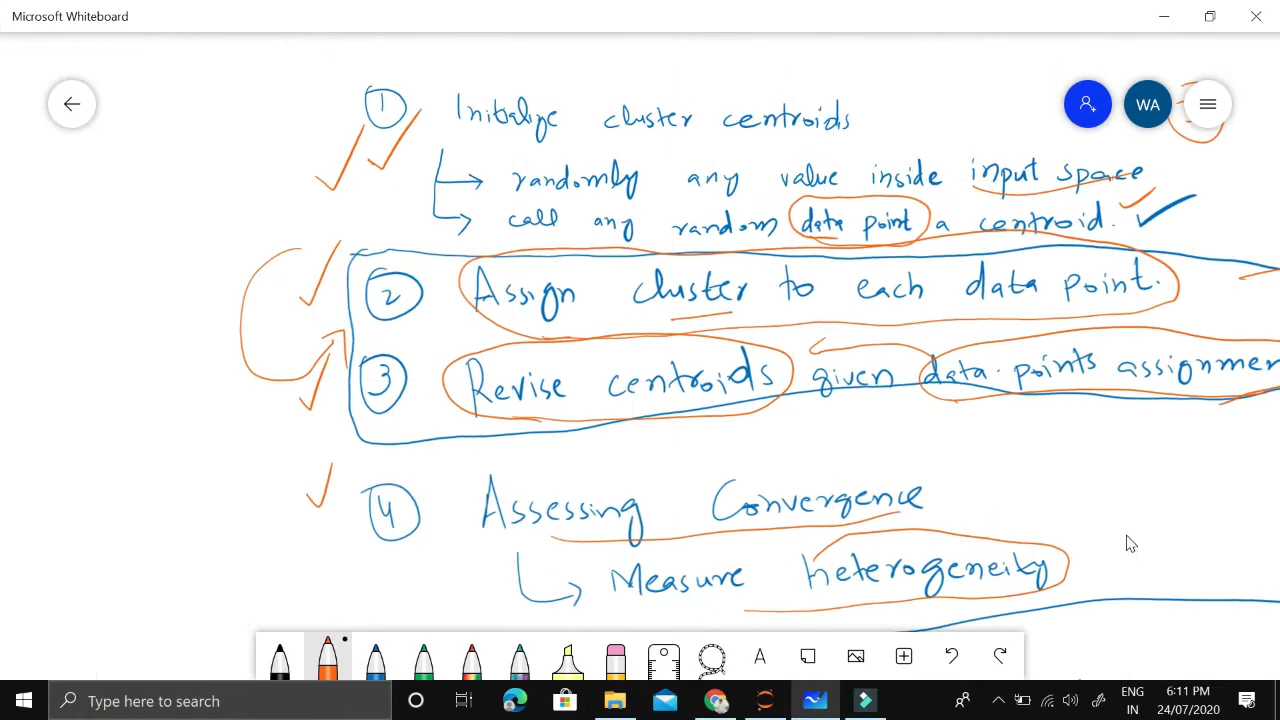 Microsoft Whiteboard
WA
1 Initialize cluster centroids
randomly any value inside input space
call any random data point a centroid.
2 Assign cluster to each data point.
3 Revise centroids given data points assignmen
4 Assessing Convergence
Measure heterogeneity
A
Type here to search
ENG
IN
6:11 PM
24/07/2020